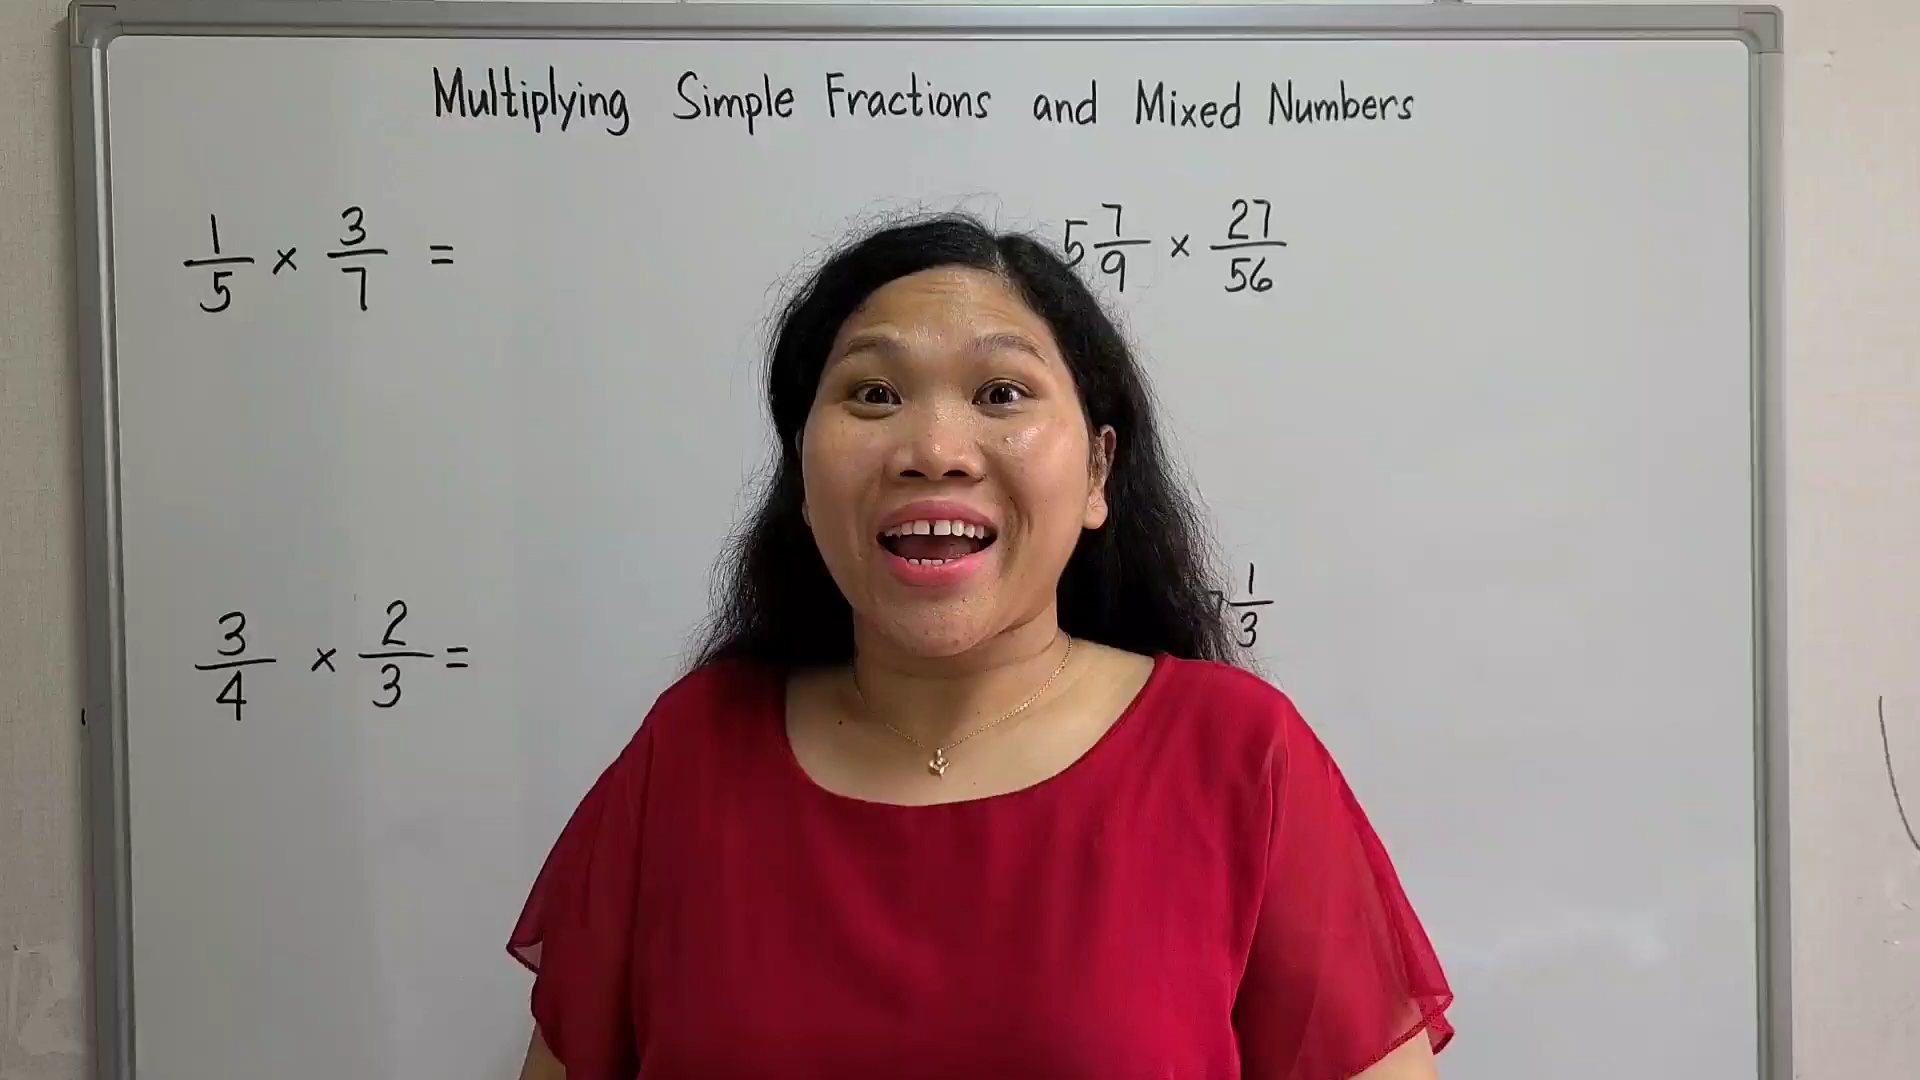 Multiplying Simple Fractions and Mixed Numbers
1/5 × 3/7 =
5 7/9 × 27/56
3/4 × 2/3 =
1/3